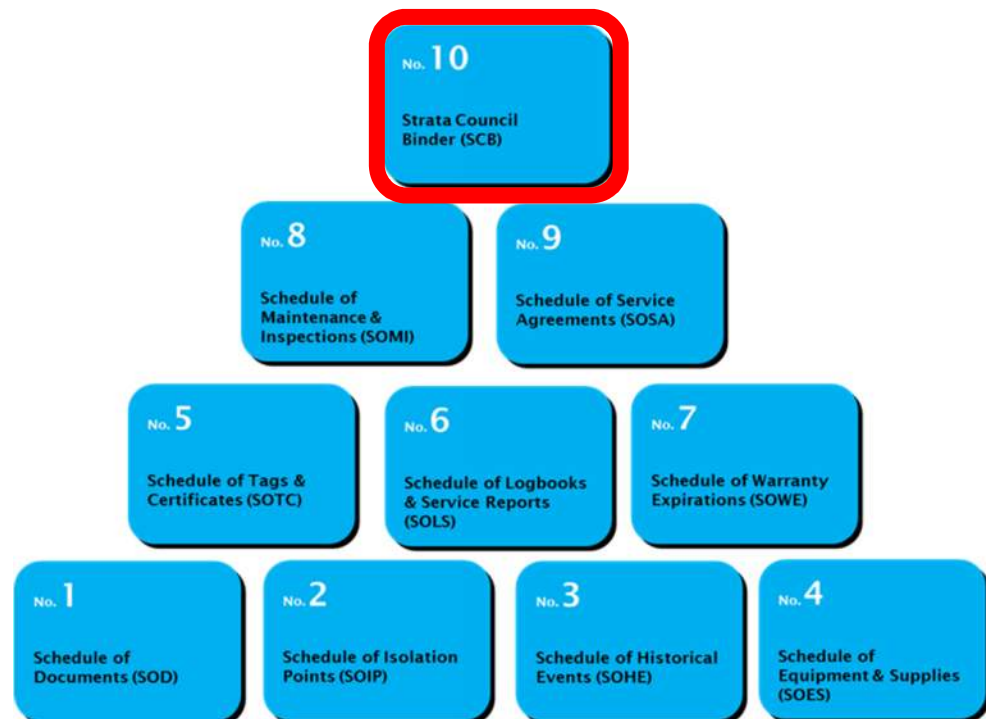 No. 10
Strata Council
Binder (SCB)
No. 8
Schedule of
Maintenance &
Inspections (SOMI)
No. 9
Schedule of Service
Agreements (SOSA)
No. 5
Schedule of Tags &
Certificates (SOTC)
No. 6
Schedule of Logbooks
& Service Reports
(SOLS)
No. 7
Schedule of Warranty
Expirations (SOWE)
No. 1
Schedule of
Documents (SOD)
No. 2
Schedule of Isolation
Points (SOIP)
No. 3
Schedule of Historical
Events (SOHE)
No. 4
Schedule of
Equipment & Supplies
(SOES)